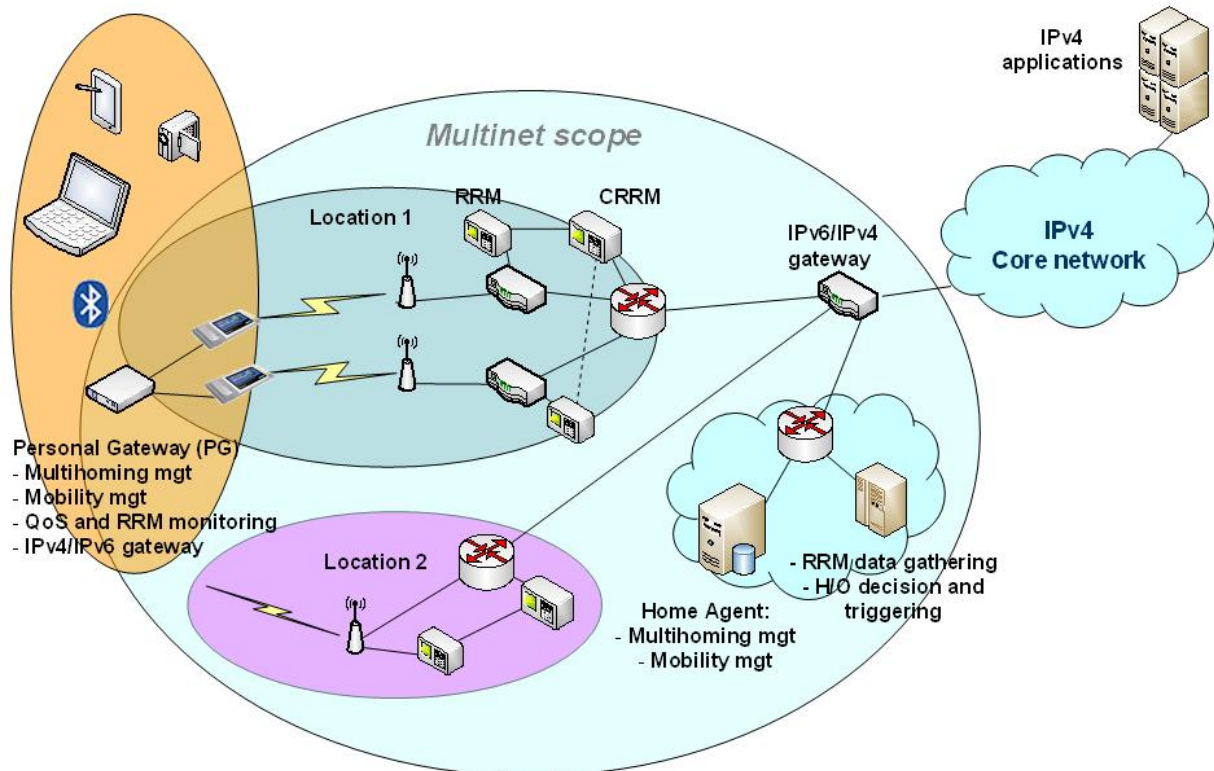 IPv4
applications
Multinet scope
RRM
CRRM
Location 1
IPv6/IPv4
gateway
IPv4
Core network
Personal Gateway (PG)
- Multihoming mgt
- Mobility mgt
- QoS and RRM monitoring
- IPv4/IPv6 gateway
Location 2
- RRM data gathering
- H/O decision and
triggering
Home Agent:
- Multihoming mgt
- Mobility mgt